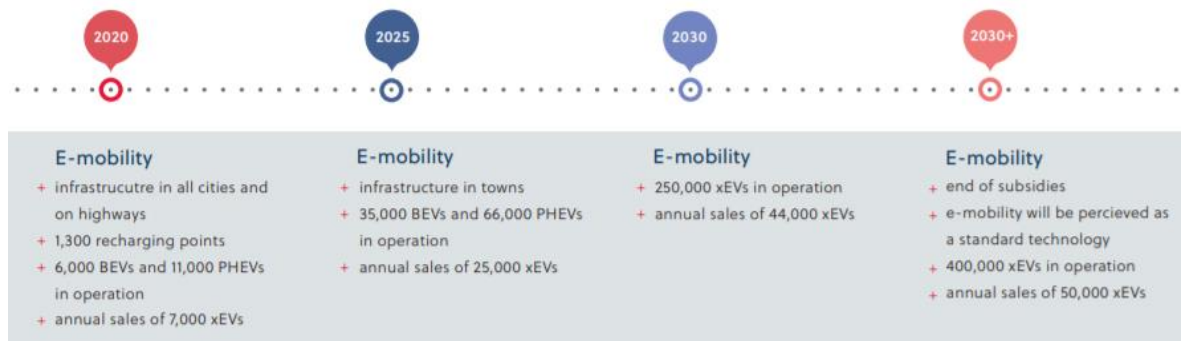 2020
2025
2030
2030+
E-mobility
+ infrastrucutre in all cities and
on highways
+ 1,300 recharging points
+ 6,000 BEVs and 11,000 PHEVs
in operation
+ annual sales of 7,000 xEVs
E-mobility
+ infrastructure in towns
+ 35,000 BEVs and 66,000 PHEVs
in operation
+ annual sales of 25,000 xEVs
E-mobility
+ 250,000 xEVs in operation
+ annual sales of 44,000 xEVs
E-mobility
+ end of subsidies
+ e-mobility will be percieved as
a standard technology
+ 400,000 xEVs in operation
+ annual sales of 50,000 xEVs